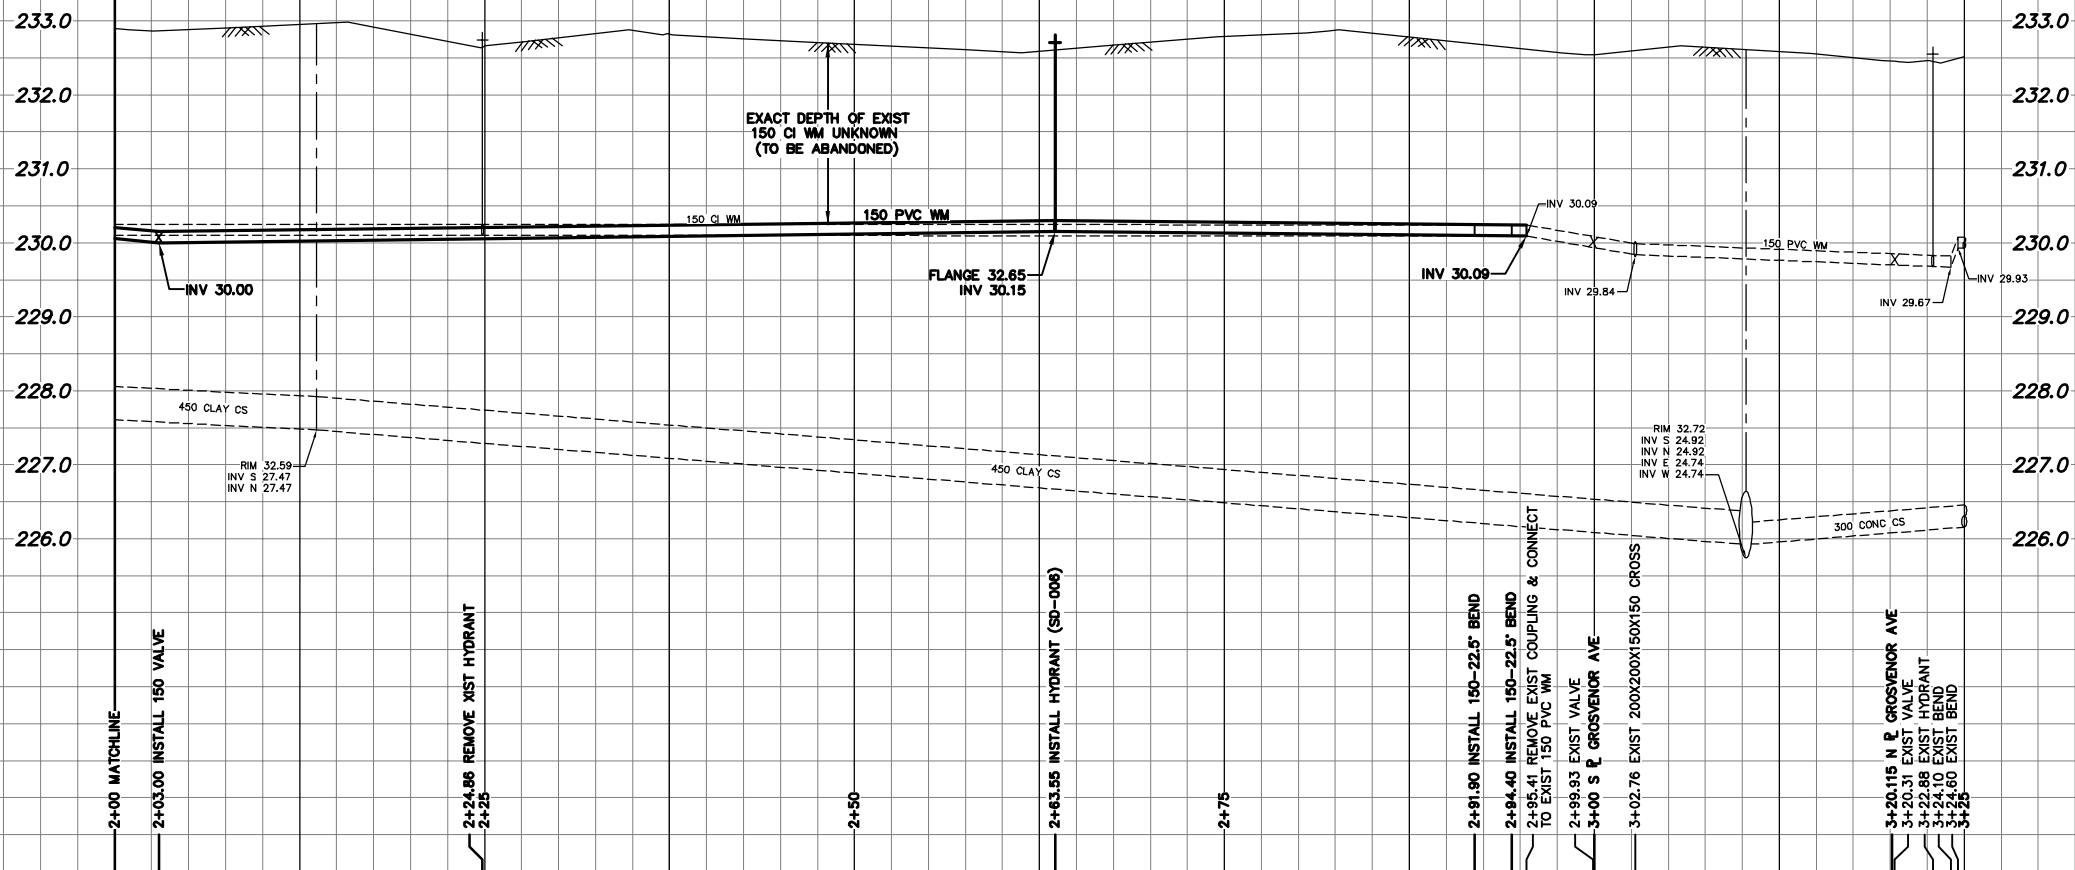 233.0
232.0
231.0
230.0
229.0
228.0
227.0
226.0
233.0
232.0
231.0
230.0
229.0
228.0
227.0
226.0
EXACT DEPTH OF EXIST
150 CI WM UNKNOWN
(TO BE ABANDONED)
150 CI WM
150 PVC WM
INV 30.09
150 PVC WM
INV 30.00
FLANGE 32.65
INV 30.15
INV 30.09
INV 29.84
INV 29.67
INV 29.93
450 CLAY CS
RIM 32.59
INV S 27.47
INV N 27.47
450 CLAY CS
RIM 32.72
INV S 24.92
INV N 24.92
INV E 24.74
INV W 24.74
300 CONC CS
2+00 MATCHLINE
2+03.00 INSTALL 150 VALVE
2+24.86 REMOVE XIST HYDRANT
2+25
2+50
2+63.55 INSTALL HYDRANT (SD-006)
2+75
2+91.90 INSTALL 150-22.5° BEND
2+94.40 INSTALL 150-22.5° BEND
2+95.41 REMOVE EXIST COUPLING & CONNECT
TO EXIST 150 PVC WM
2+99.93 EXIST VALVE
3+00 S PL GROSVENOR AVE
3+02.76 EXIST 200X200X150X150 CROSS
3+20.115 N PL GROSVENOR AVE
3+20.31 EXIST VALVE
3+22.88 EXIST HYDRANT
3+24.10 EXIST BEND
3+24.60 EXIST BEND
3+25